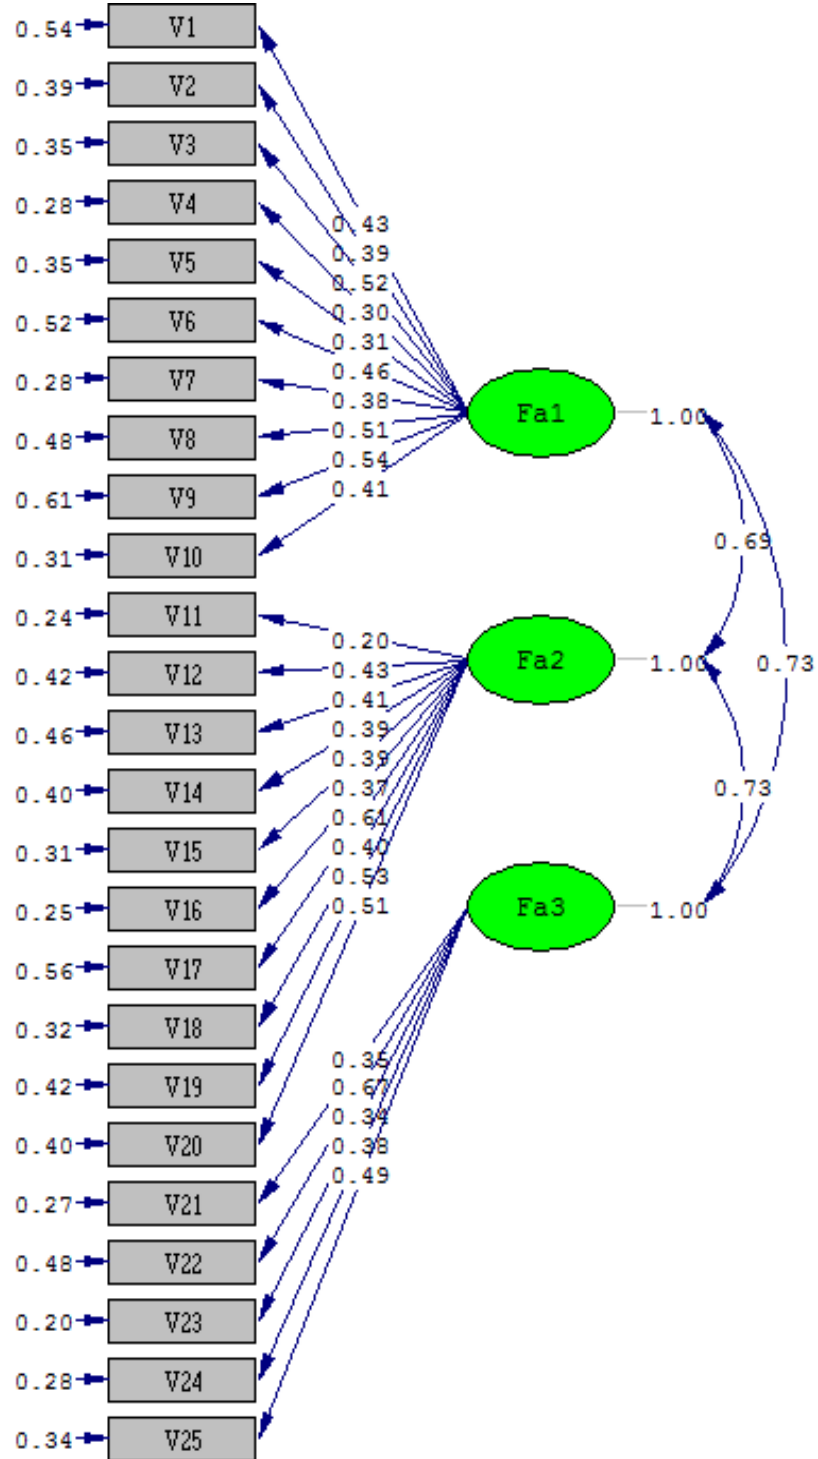 0.54 V1
0.39 V2
0.35 V3
0.28 V4
0.43
0.39
0.35 V5
0.52
0.30
0.52 V6
0.31
0.46
0.28 V7
0.38
Fa1 1.00
0.51
0.48 V8
0.54
0.41
0.61 V9
0.69
0.31 V10
0.24 V11
0.20
Fa2 1.00 0.73
0.42 V12
0.43
0.41
0.46 V13
0.39
0.39
0.40 V14
0.37
0.73
0.61
0.31 V15
0.40
0.53
0.25 V16
0.51
Fa3 1.00
0.56 V17
0.32 V18
0.35
0.42 V19
0.67
0.34
0.40 V20
0.38
0.49
0.27 V21
0.48 V22
0.20 V23
0.28 V24
0.34 V25